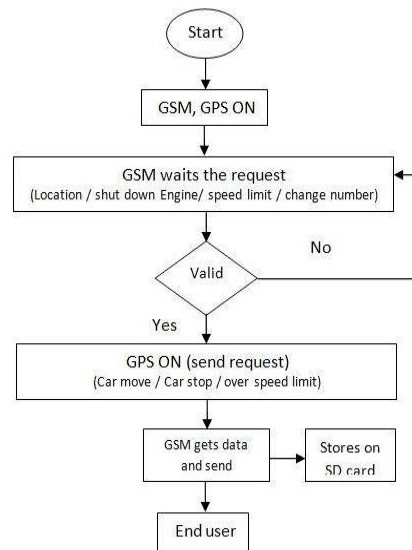 Start
GSM, GPS ON
GSM waits the request
(Location / shut down Engine/ speed limit / change number)
Valid
No
Yes
GPS ON (send request)
(Car move / Car stop / over speed limit)
GSM gets data
and send
Stores on
SD card
End user